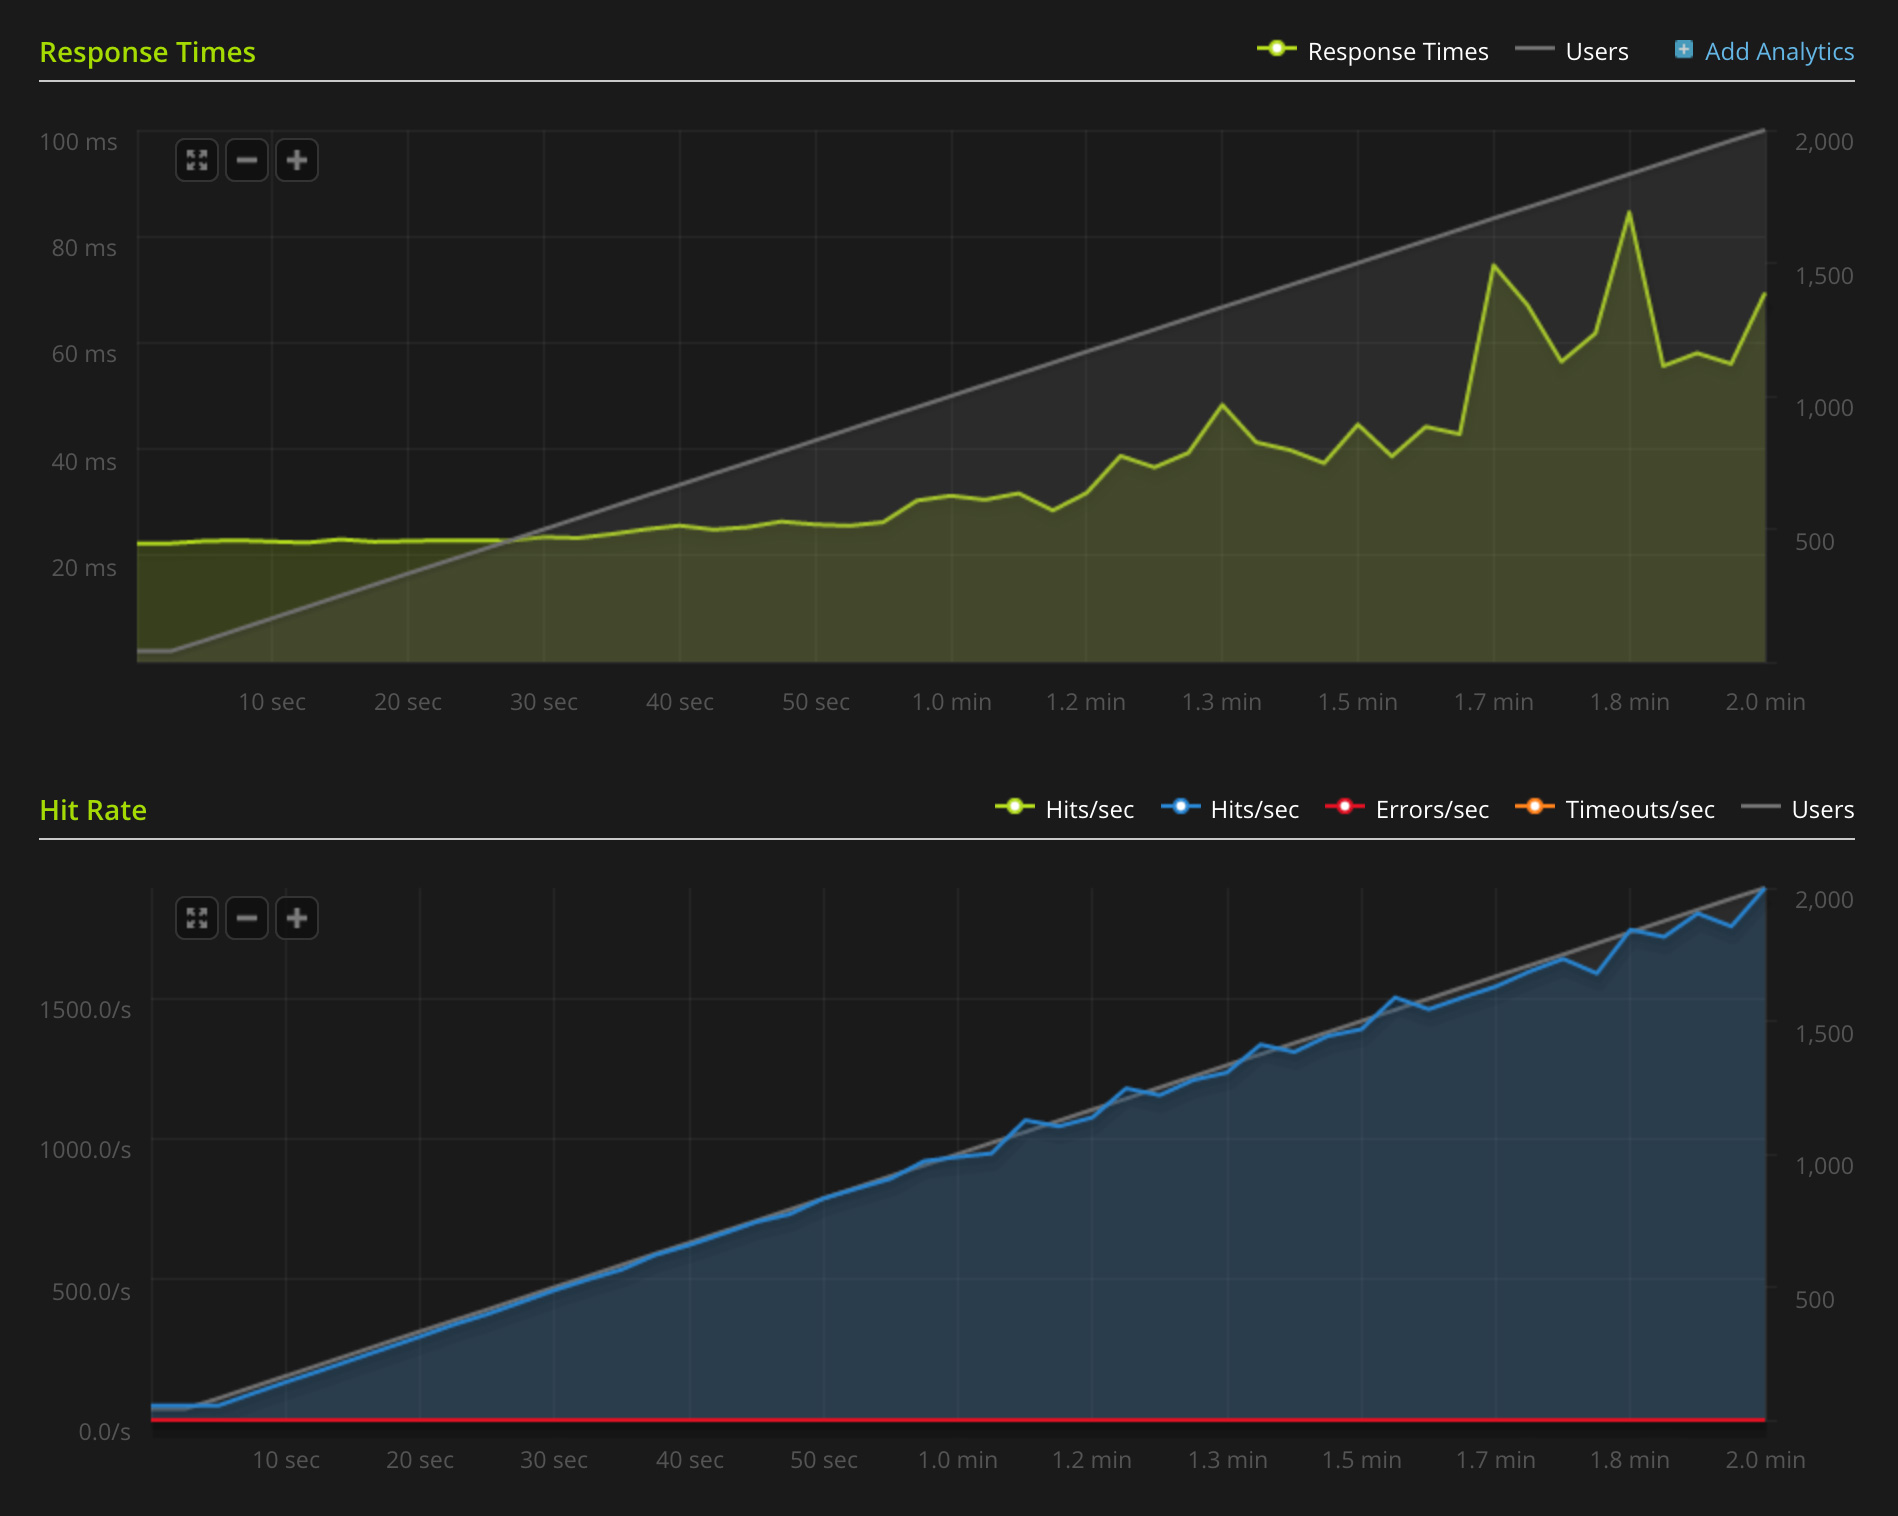 Response Times
Response Times Users Add Analytics
100 ms 2,000
80 ms
1,500
60 ms
1,000
40 ms
500
20 ms
10 sec 20 sec 30 sec 40 sec 50 sec 1.0 min 1.2 min 1.3 min 1.5 min 1.7 min 1.8 min 2.0 min
Hit Rate
Hits/sec Hits/sec Errors/sec Timeouts/sec Users
2,000
1500.0/s
1,500
1000.0/s
1,000
500.0/s
500
0.0/s
10 sec 20 sec 30 sec 40 sec 50 sec 1.0 min 1.2 min 1.3 min 1.5 min 1.7 min 1.8 min 2.0 min